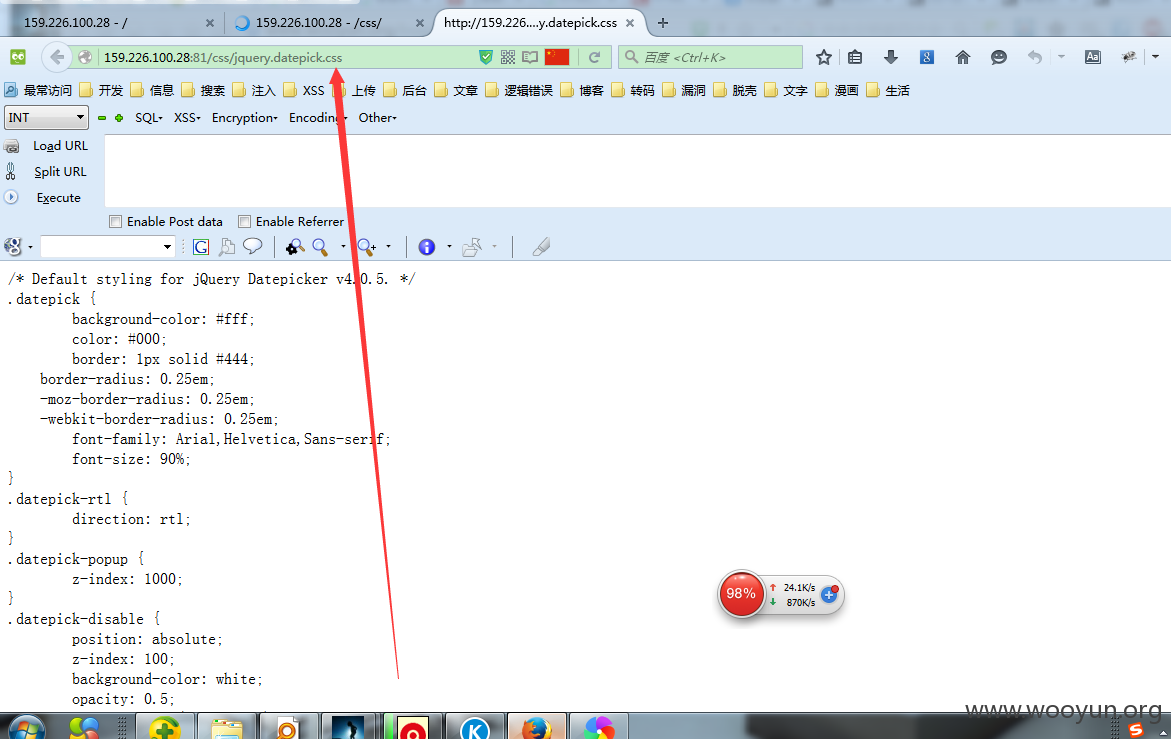 159.226.100.28 - /
159.226.100.28 - /css/
http://159.226....y.datepick.css
159.226.100.28:81/css/jquery.datepick.css
百度 <Ctrl+K>
最常访问 开发 信息 搜索 注入 XSS 上传 后台 文章 逻辑错误 博客 转码 漏洞 脱壳 文字 漫画 生活
INT SQL XSS Encryption Encoding Other
Load URL
Split URL
Execute
Enable Post data Enable Referrer
/* Default styling for jQuery Datepicker v4.0.5. */
.datepick {
background-color: #fff;
color: #000;
border: 1px solid #444;
border-radius: 0.25em;
-moz-border-radius: 0.25em;
-webkit-border-radius: 0.25em;
font-family: Arial,Helvetica,Sans-serif;
font-size: 90%;
}
.datepick-rtl {
direction: rtl;
}
.datepick-popup {
z-index: 1000;
}
.datepick-disable {
position: absolute;
z-index: 100;
background-color: white;
opacity: 0.5;
98%
24.1K/s
870K/s
www.wooyun.org